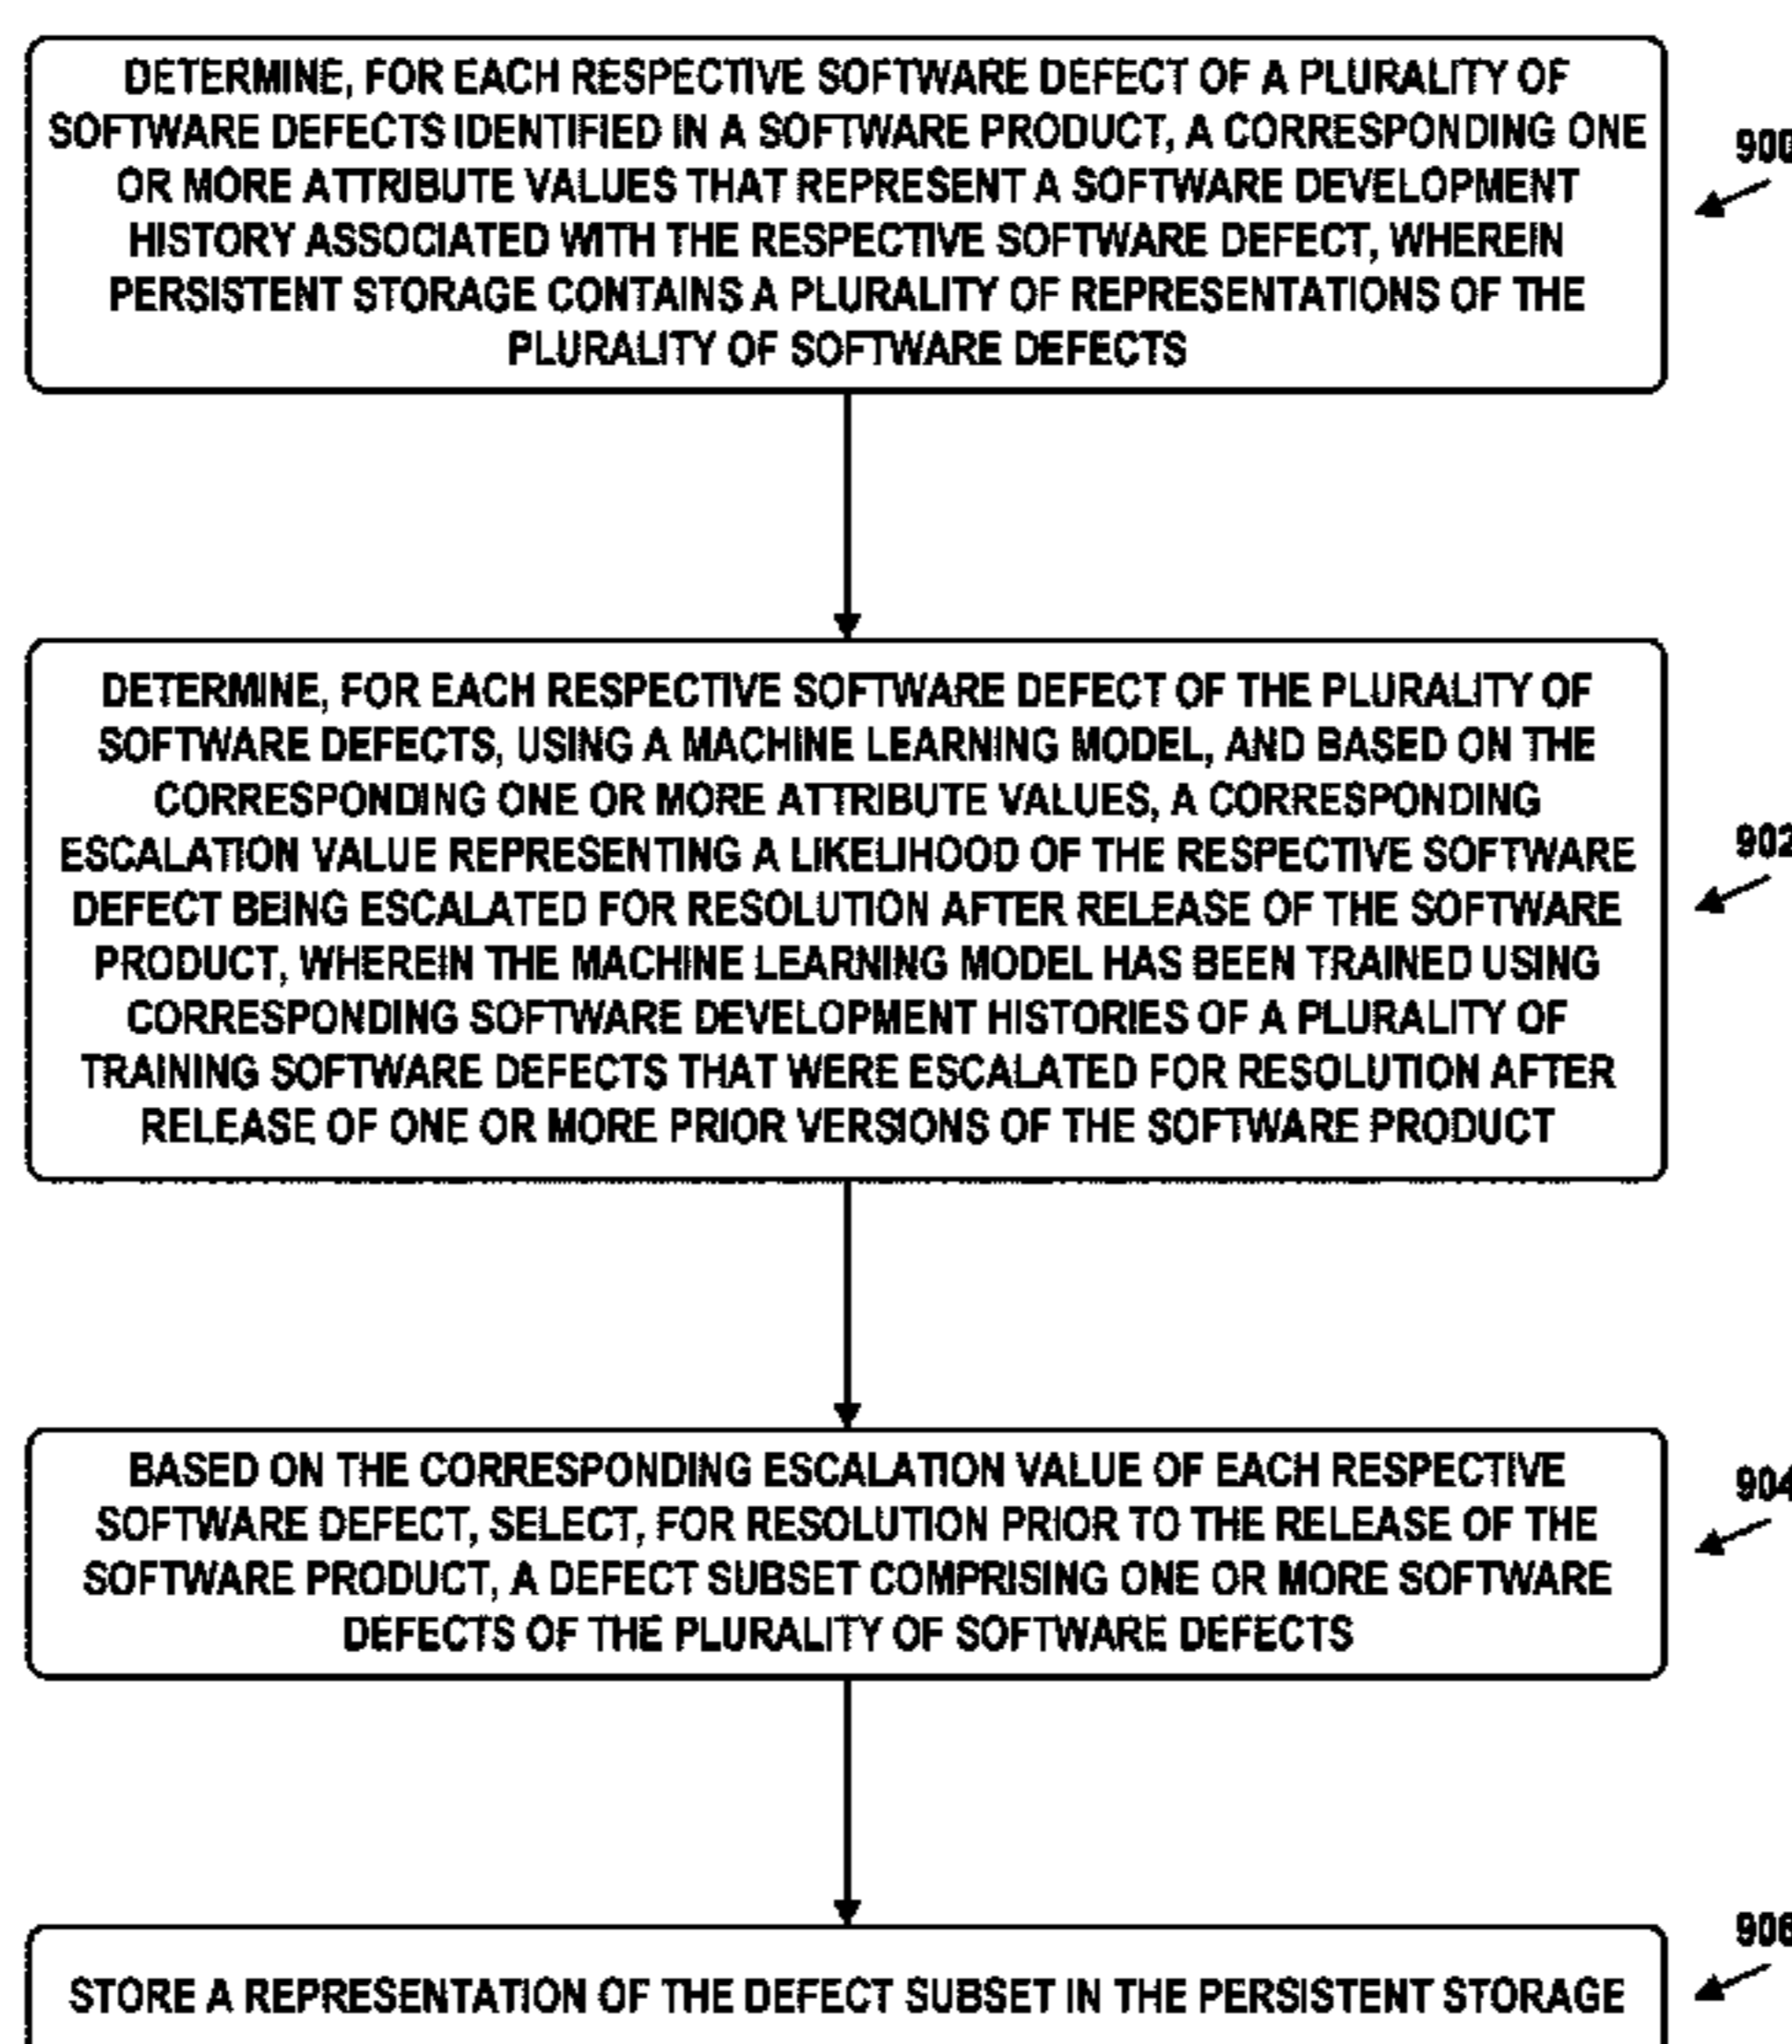 DETERMINE, FOR EACH RESPECTIVE SOFTWARE DEFECT OF A PLURALITY OF
SOFTWARE DEFECTS IDENTIFIED IN A SOFTWARE PRODUCT, A CORRESPONDING ONE
OR MORE ATTRIBUTE VALUES THAT REPRESENT A SOFTWARE DEVELOPMENT
HISTORY ASSOCIATED WITH THE RESPECTIVE SOFTWARE DEFECT, WHEREIN
PERSISTENT STORAGE CONTAINS A PLURALITY OF REPRESENTATIONS OF THE
PLURALITY OF SOFTWARE DEFECTS
900
DETERMINE, FOR EACH RESPECTIVE SOFTWARE DEFECT OF THE PLURALITY OF
SOFTWARE DEFECTS, USING A MACHINE LEARNING MODEL, AND BASED ON THE
CORRESPONDING ONE OR MORE ATTRIBUTE VALUES, A CORRESPONDING
ESCALATION VALUE REPRESENTING A LIKELIHOOD OF THE RESPECTIVE SOFTWARE
DEFECT BEING ESCALATED FOR RESOLUTION AFTER RELEASE OF THE SOFTWARE
PRODUCT, WHEREIN THE MACHINE LEARNING MODEL HAS BEEN TRAINED USING
CORRESPONDING SOFTWARE DEVELOPMENT HISTORIES OF A PLURALITY OF
TRAINING SOFTWARE DEFECTS THAT WERE ESCALATED FOR RESOLUTION AFTER
RELEASE OF ONE OR MORE PRIOR VERSIONS OF THE SOFTWARE PRODUCT
902
BASED ON THE CORRESPONDING ESCALATION VALUE OF EACH RESPECTIVE
SOFTWARE DEFECT, SELECT, FOR RESOLUTION PRIOR TO THE RELEASE OF THE
SOFTWARE PRODUCT, A DEFECT SUBSET COMPRISING ONE OR MORE SOFTWARE
DEFECTS OF THE PLURALITY OF SOFTWARE DEFECTS
904
STORE A REPRESENTATION OF THE DEFECT SUBSET IN THE PERSISTENT STORAGE
906